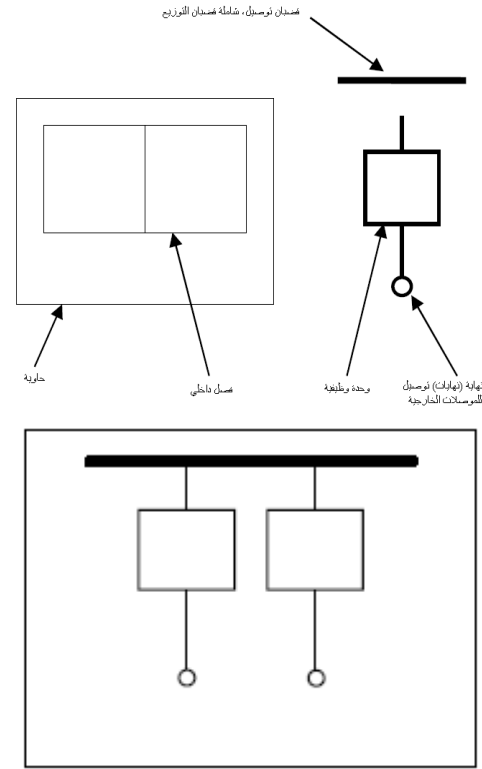 قضبان توصيل، شاملة قضبان التوزيع
حاوية
فصل داخلي
وحدة وظيفية
نهاية (نهايات) توصيل
للموصلات الخارجية